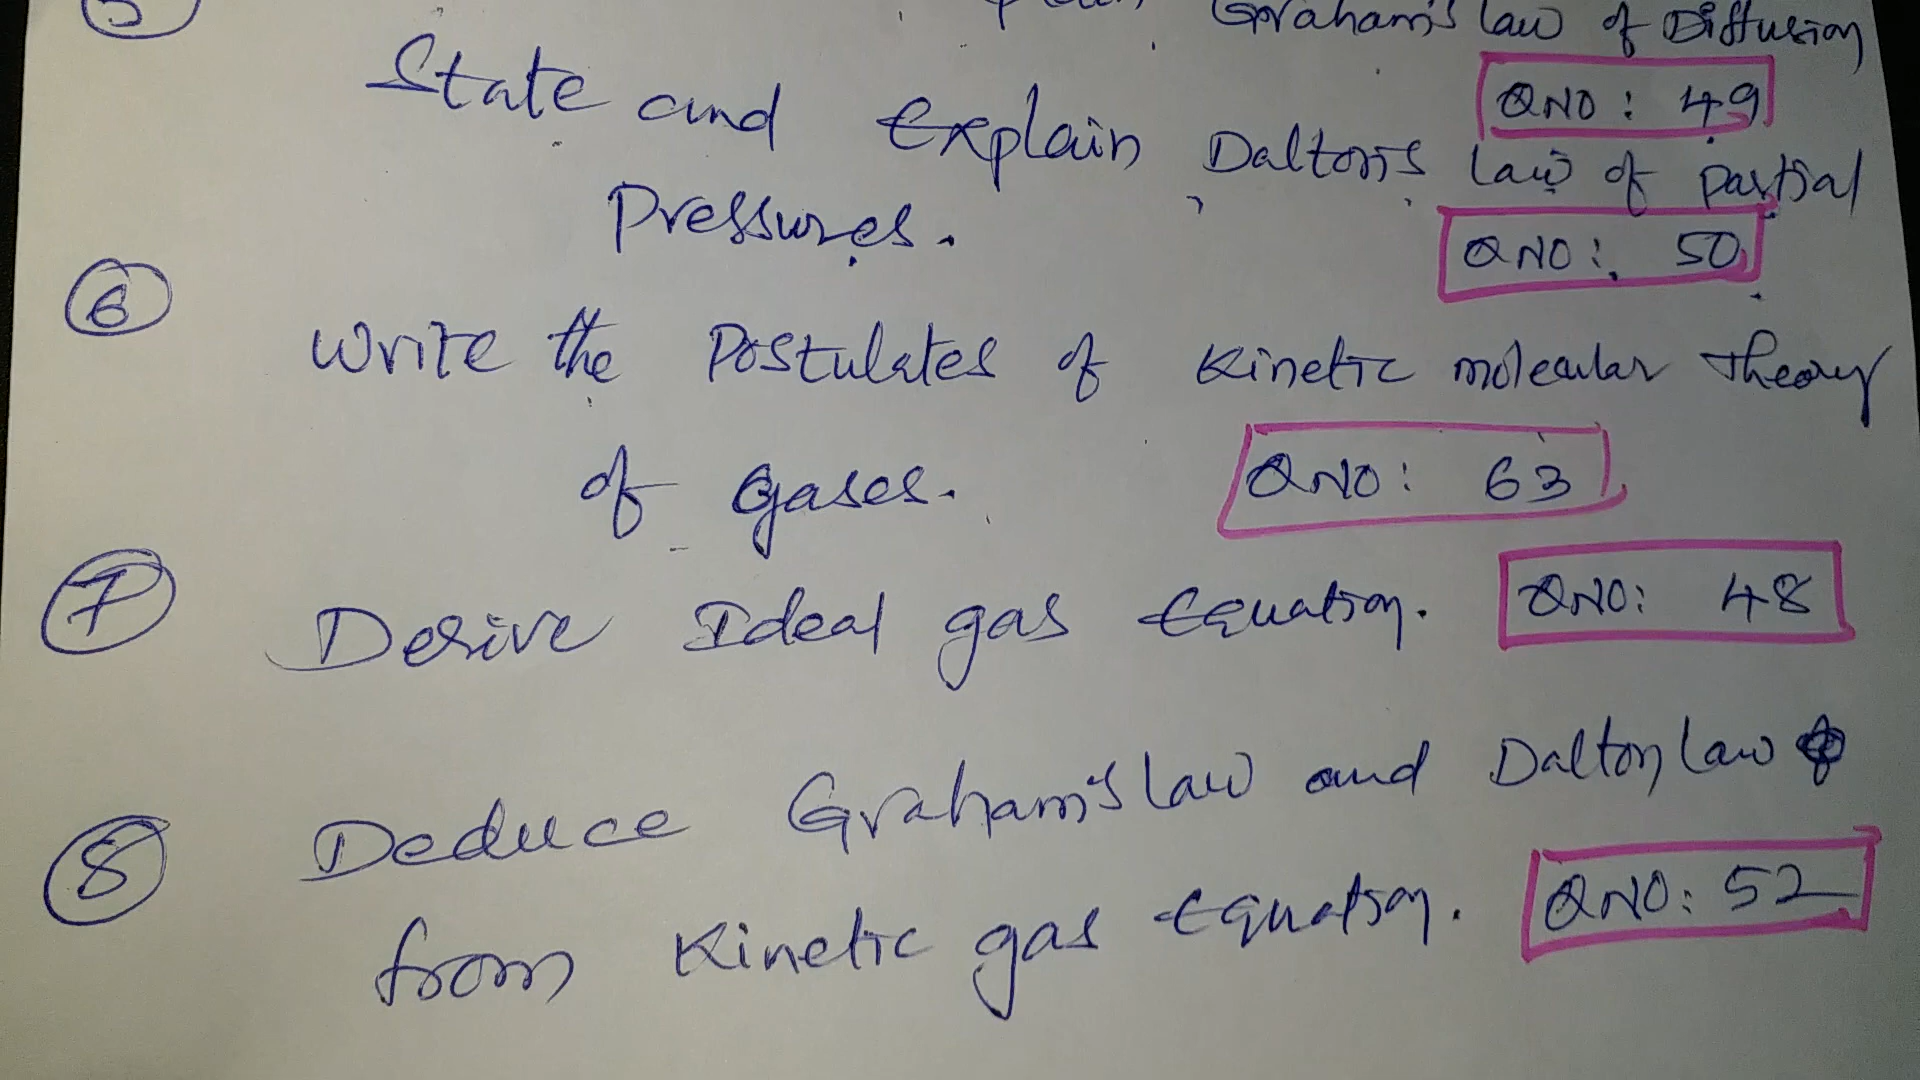 Graham's law of Diffusion
QNO: 49
State and Explain Dalton's law of partial
Pressures.
QNO: 50
6
Write the Postulates of Kinetic molecular theory
of gases.
QNO: 63
7 Derive Ideal gas Equation. QNO: 48
8 Deduce Graham's law and Dalton law
from Kinetic gas Equation. QNO: 52